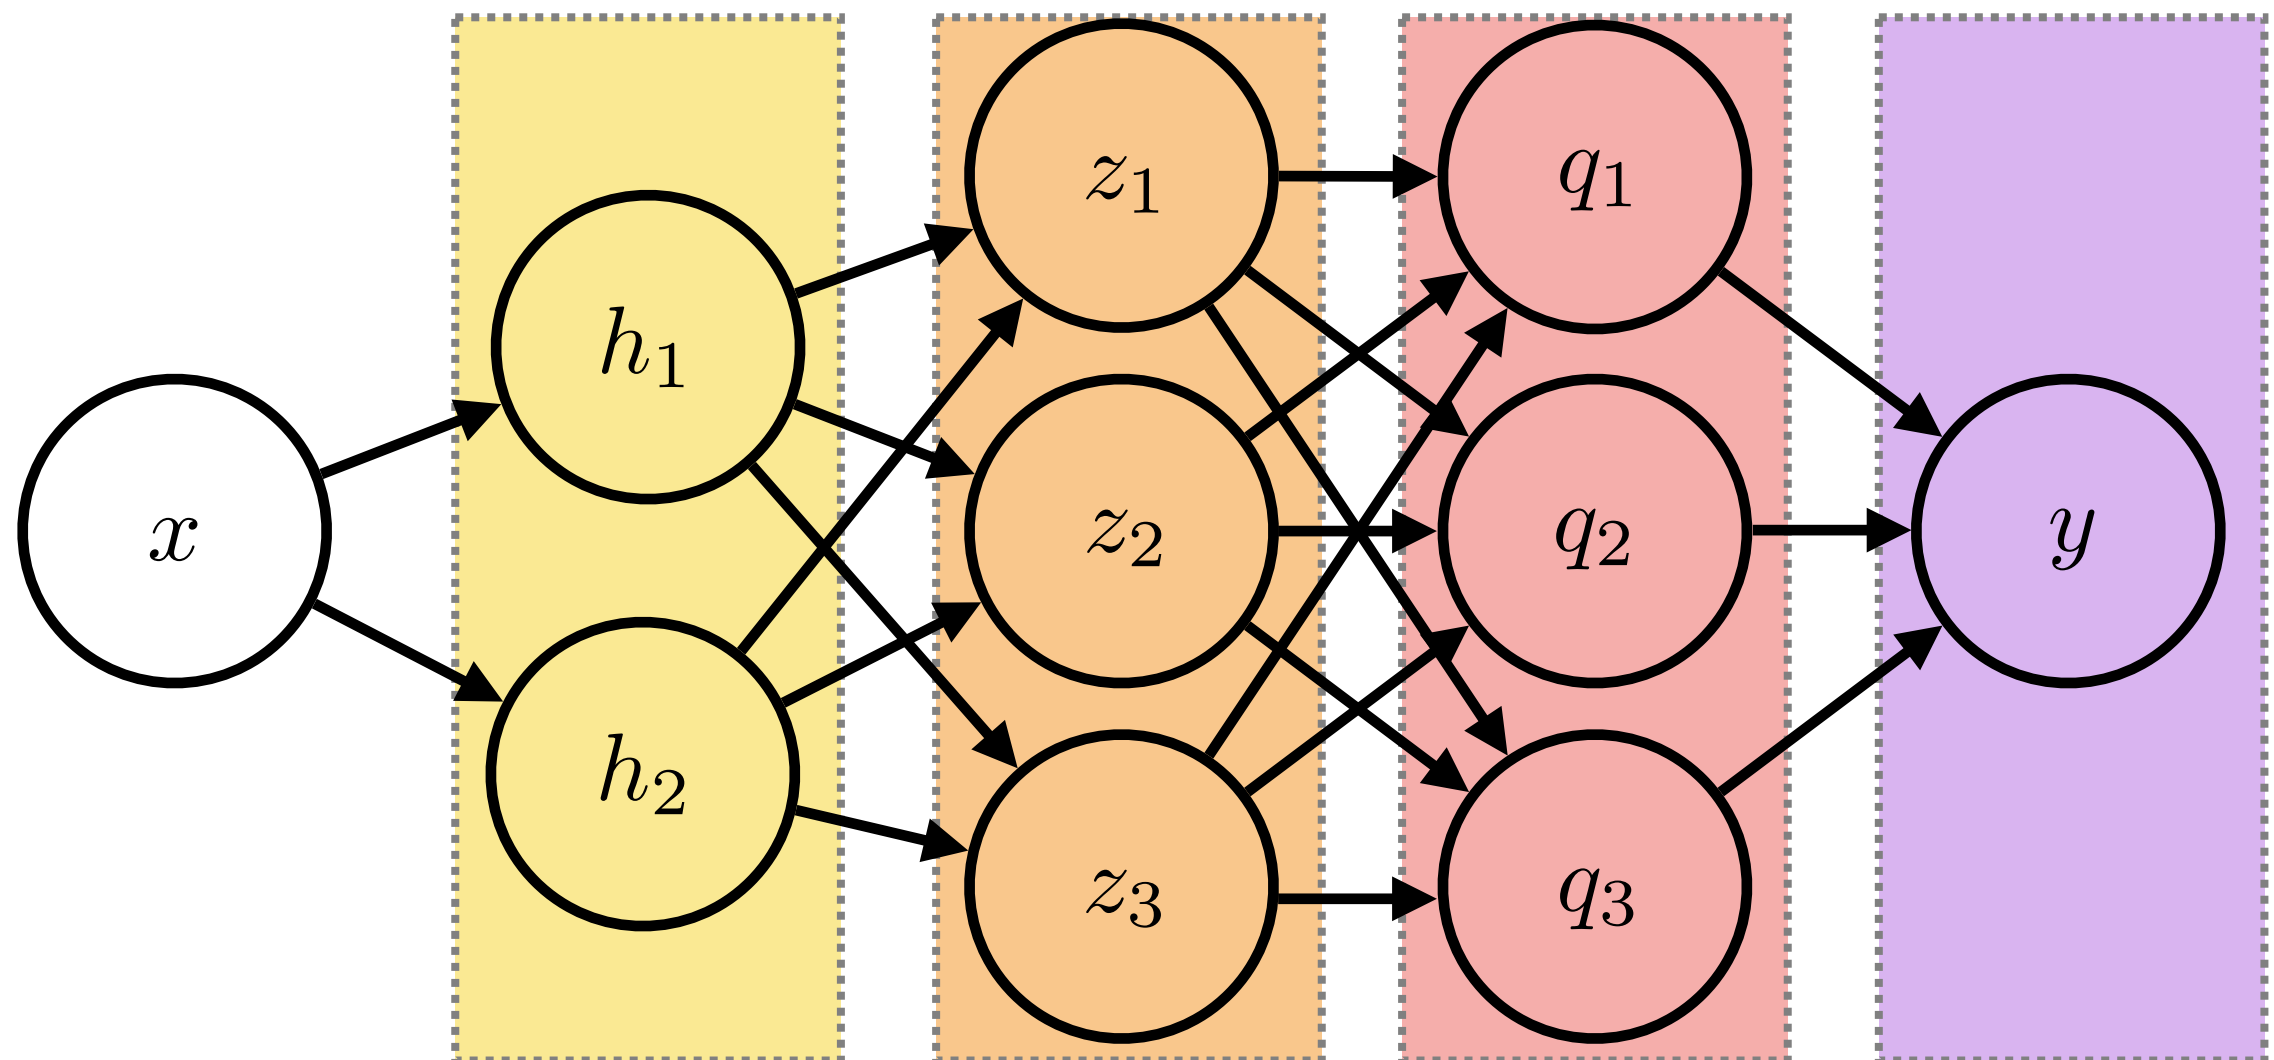 x
h₁
h₂
z₁
z₂
z₃
q₁
q₂
q₃
y